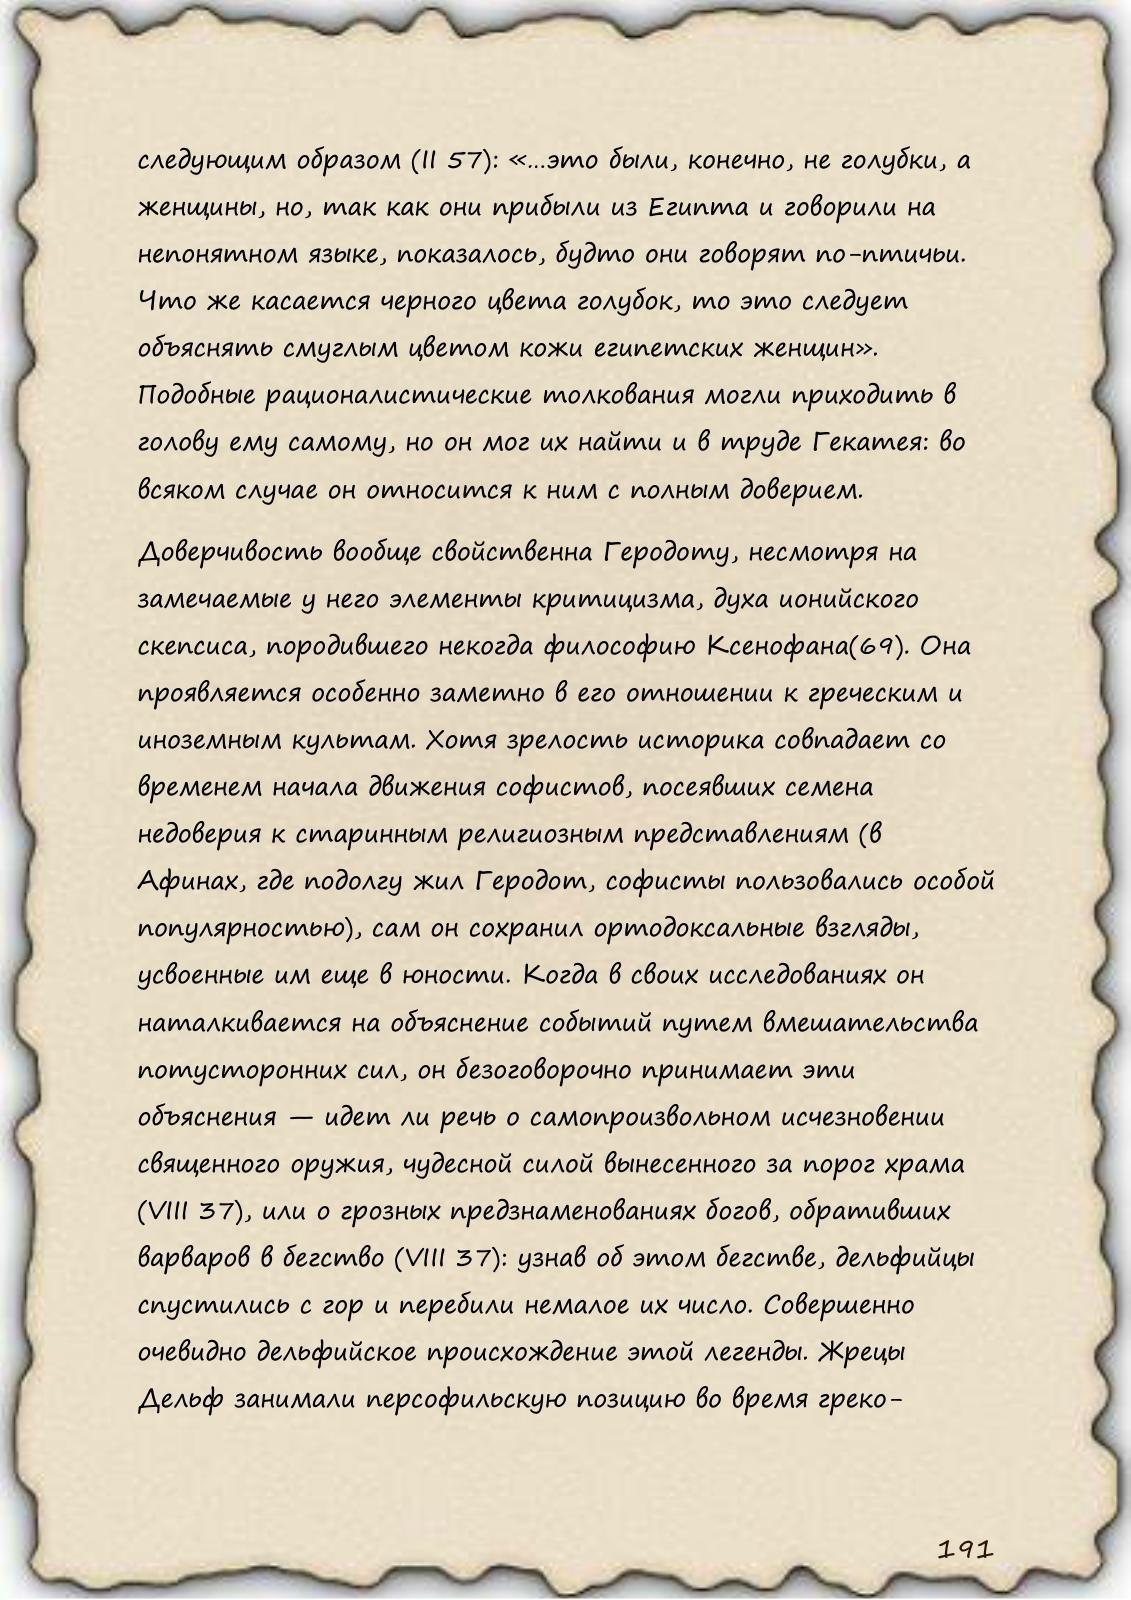 следующим образом (II 57): «...это были, конечно, не голубки, а
женщины, но, так как они прибыли из Египта и говорили на
непонятном языке, показалось, будто они говорят по-птичьи.
Что же касается черного цвета голубок, то это следует
объяснять смуглым цветом кожи египетских женщин».
Подобные рационалистические толкования могли приходить в
голову ему самому, но он мог их найти и в труде Гекатея: во
всяком случае он относится к ним с полным доверием.
Доверчивость вообще свойственна Геродоту, несмотря на
замечаемые у него элементы критицизма, духа ионийского
скепсиса, породившего некогда философию Ксенофана(69). Она
проявляется особенно заметно в его отношении к греческим и
иноземным культам. Хотя зрелость историка совпадает со
временем начала движения софистов, посеявших семена
недоверия к старинным религиозным представлениям (в
Афинах, где подолгу жил Геродот, софисты пользовались особой
популярностью), сам он сохранил ортодоксальные взгляды,
усвоенные им еще в юности. Когда в своих исследованиях он
наталкивается на объяснение событий путем вмешательства
потусторонних сил, он безоговорочно принимает эти
объяснения — идет ли речь о самопроизвольном исчезновении
священного оружия, чудесной силой вынесенного за порог храма
(VIII 37), или о грозных предзнаменованиях богов, обративших
варваров в бегство (VIII 37): узнав об этом бегстве, дельфийцы
спустились с гор и перебили немалое их число. Совершенно
очевидно дельфийское происхождение этой легенды. Жрецы
Дельф занимали персофильскую позицию во время греко-
191